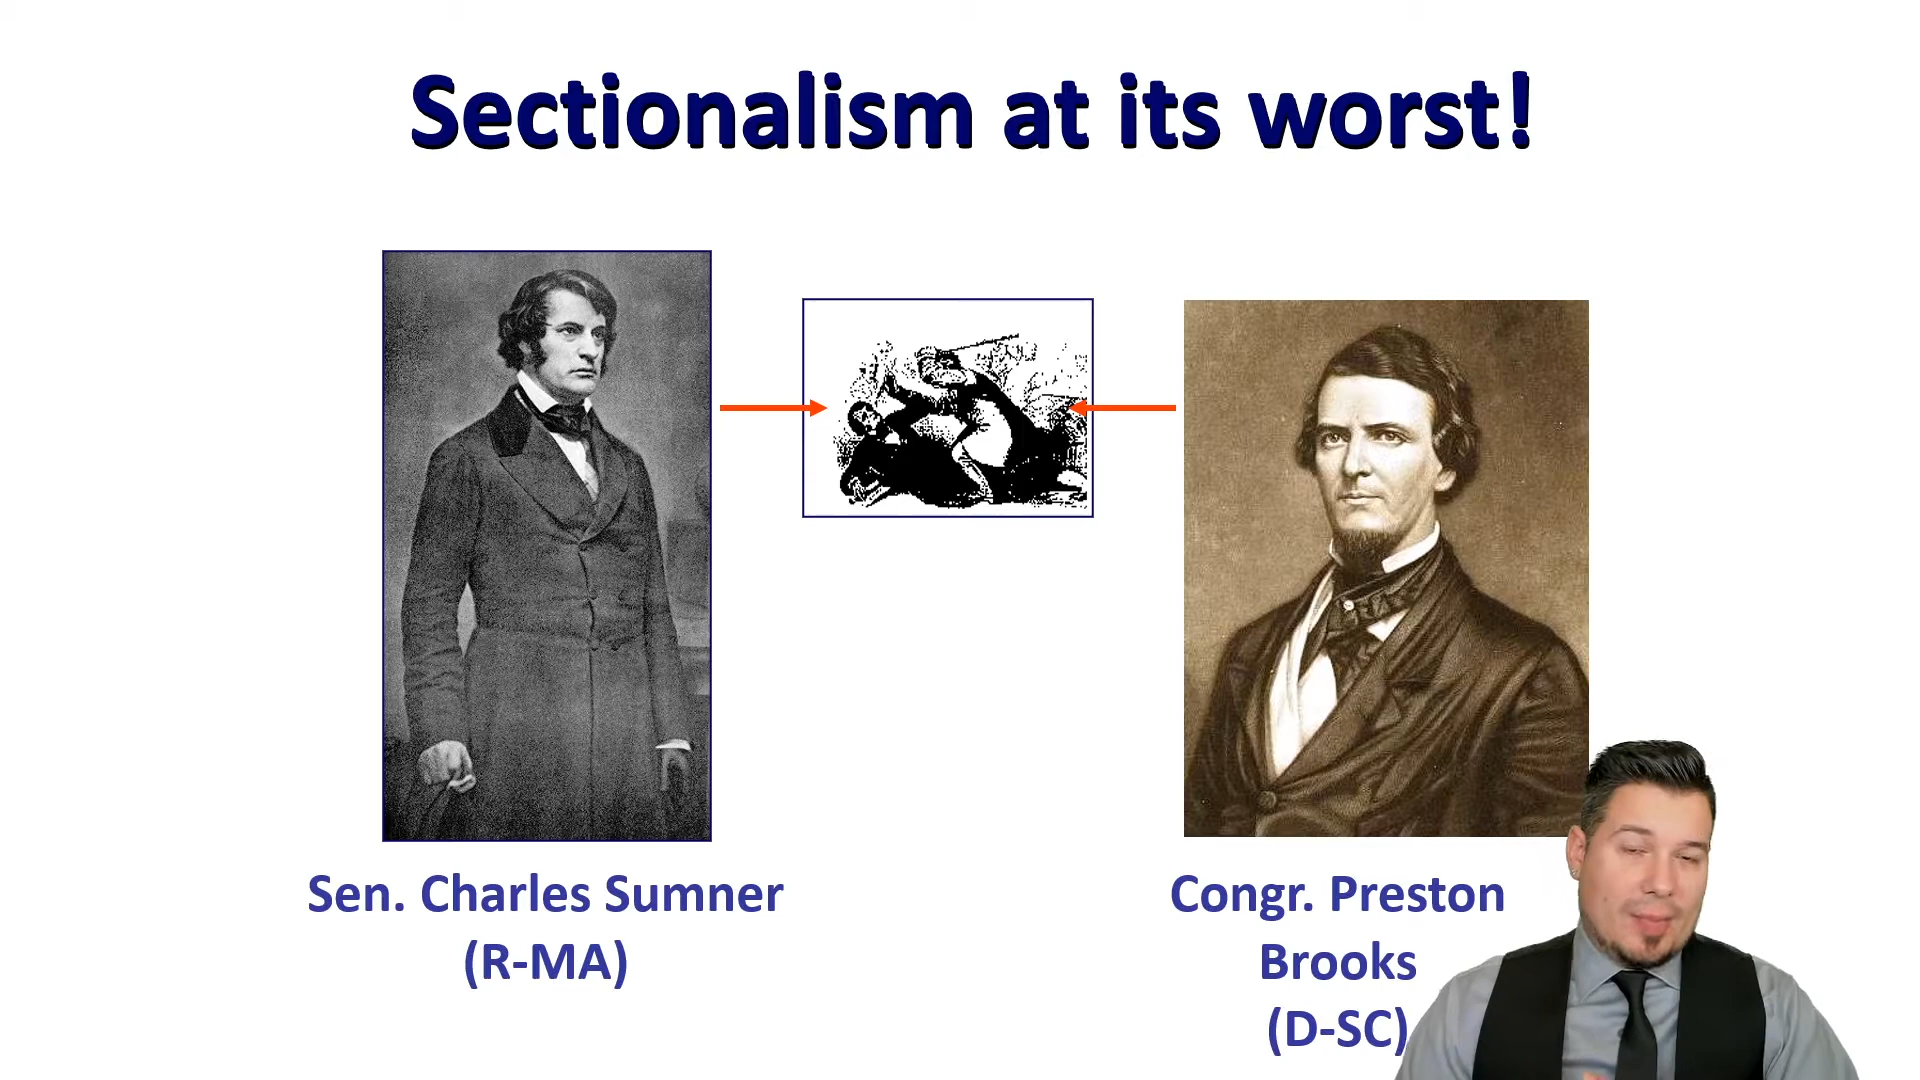 Sectionalism at its worst!
Sen. Charles Sumner
(R-MA)
Congr. Preston
Brooks
(D-SC)